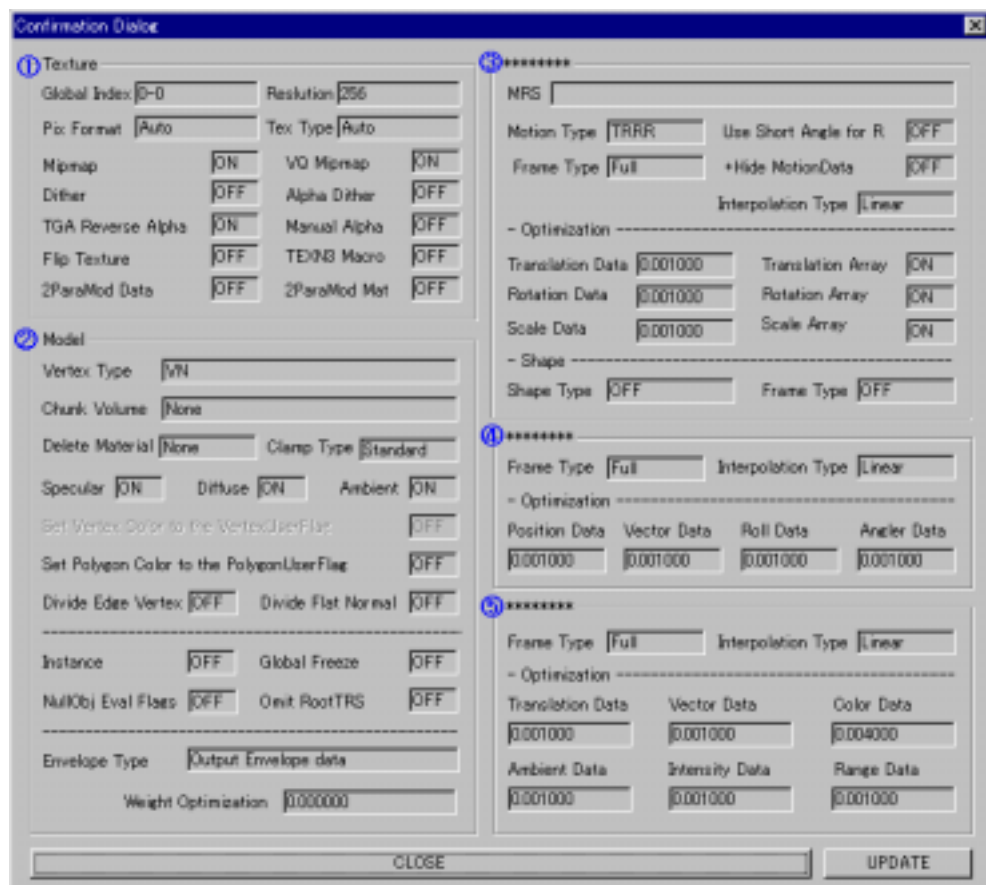 Confirmation Dialog
① Texture
Global Index 0-0 Reslution 256
Pix Format Auto Tex Type Auto
Mipmap ON VQ Mipmap ON
Dither OFF Alpha Dither OFF
TGA Reverse Alpha ON Manual Alpha OFF
Flip Texture OFF TEXN3 Macro OFF
2ParaMod Data OFF 2ParaMod Mat OFF
② Model
Vertex Type VN
Chunk Volume None
Delete Material None Clamp Type Standard
Specular ON Diffuse ON Ambient ON
Set Vertex Color to the VertexUserFlag OFF
Set Polygon Color to the PolygonUserFlag OFF
Divide Edge Vertex OFF Divide Flat Normal OFF
Instance OFF Global Freeze OFF
NullObj Eval Flags OFF Omit RootTRS OFF
Envelope Type Output Envelope data
Weight Optimization 0.000000
③ ********
MRS
Motion Type TRRR Use Short Angle for R OFF
Frame Type Full +Hide MotionData OFF
Interpolation Type Linear
- Optimization
Translation Data 0.001000 Translation Array ON
Rotation Data 0.001000 Rotation Array ON
Scale Data 0.001000 Scale Array ON
- Shape
Shape Type OFF Frame Type OFF
④ ********
Frame Type Full Interpolation Type Linear
- Optimization
Position Data Vector Data Roll Data Angler Data
0.001000 0.001000 0.001000 0.001000
⑤ ********
Frame Type Full Interpolation Type Linear
- Optimization
Translation Data Vector Data Color Data
0.001000 0.001000 0.004000
Ambient Data Intensity Data Range Data
0.001000 0.001000 0.001000
CLOSE UPDATE